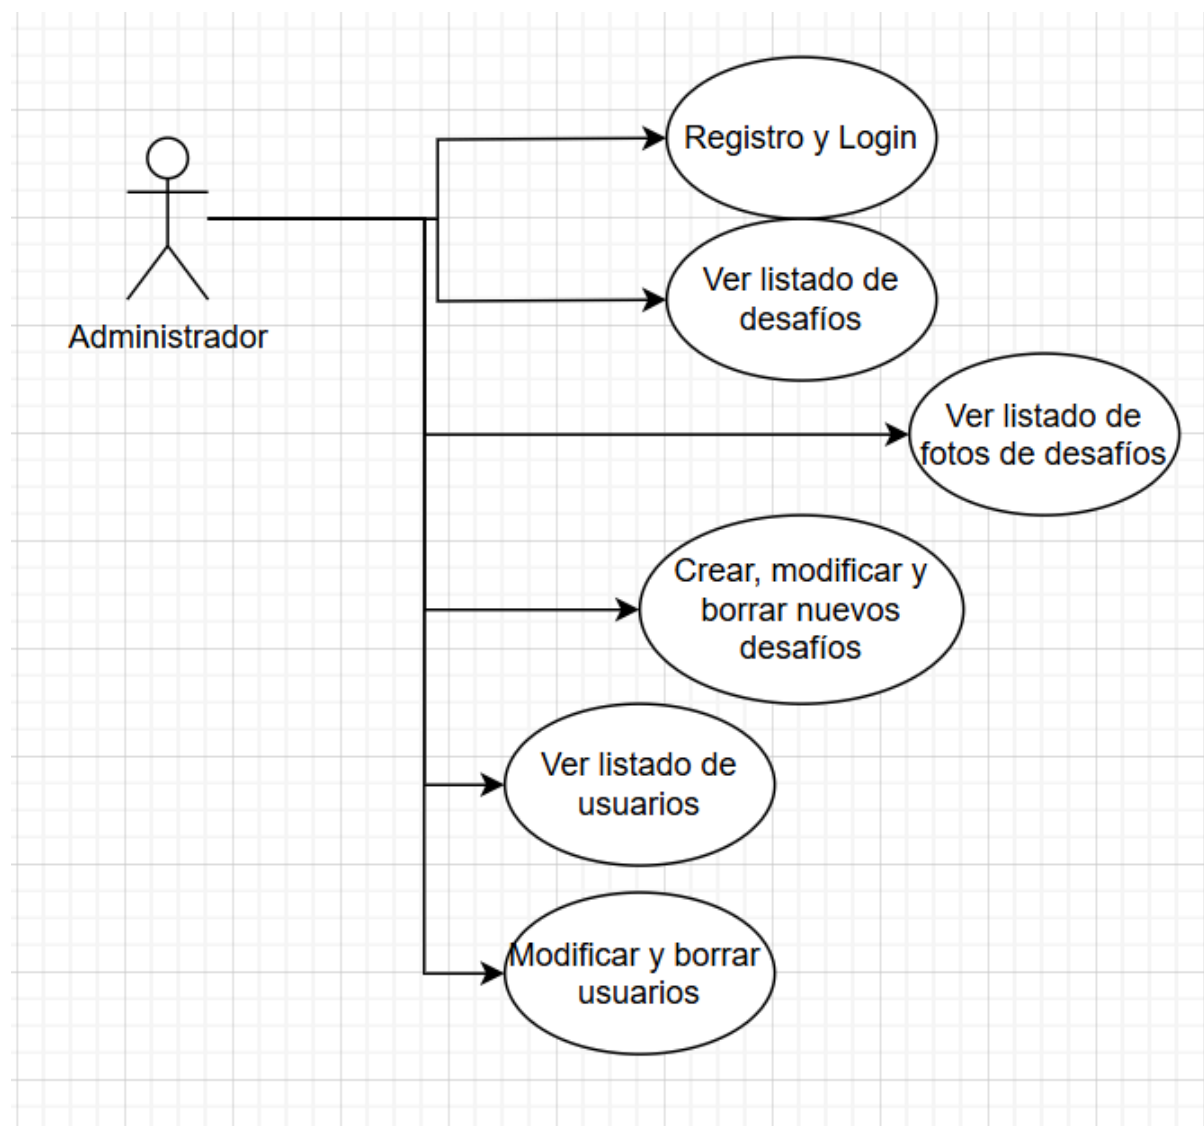 Registro y Login
Administrador
Ver listado de
desafíos
Ver listado de
fotos de desafíos
Crear, modificar y
borrar nuevos
desafíos
Ver listado de
usuarios
Modificar y borrar
usuarios